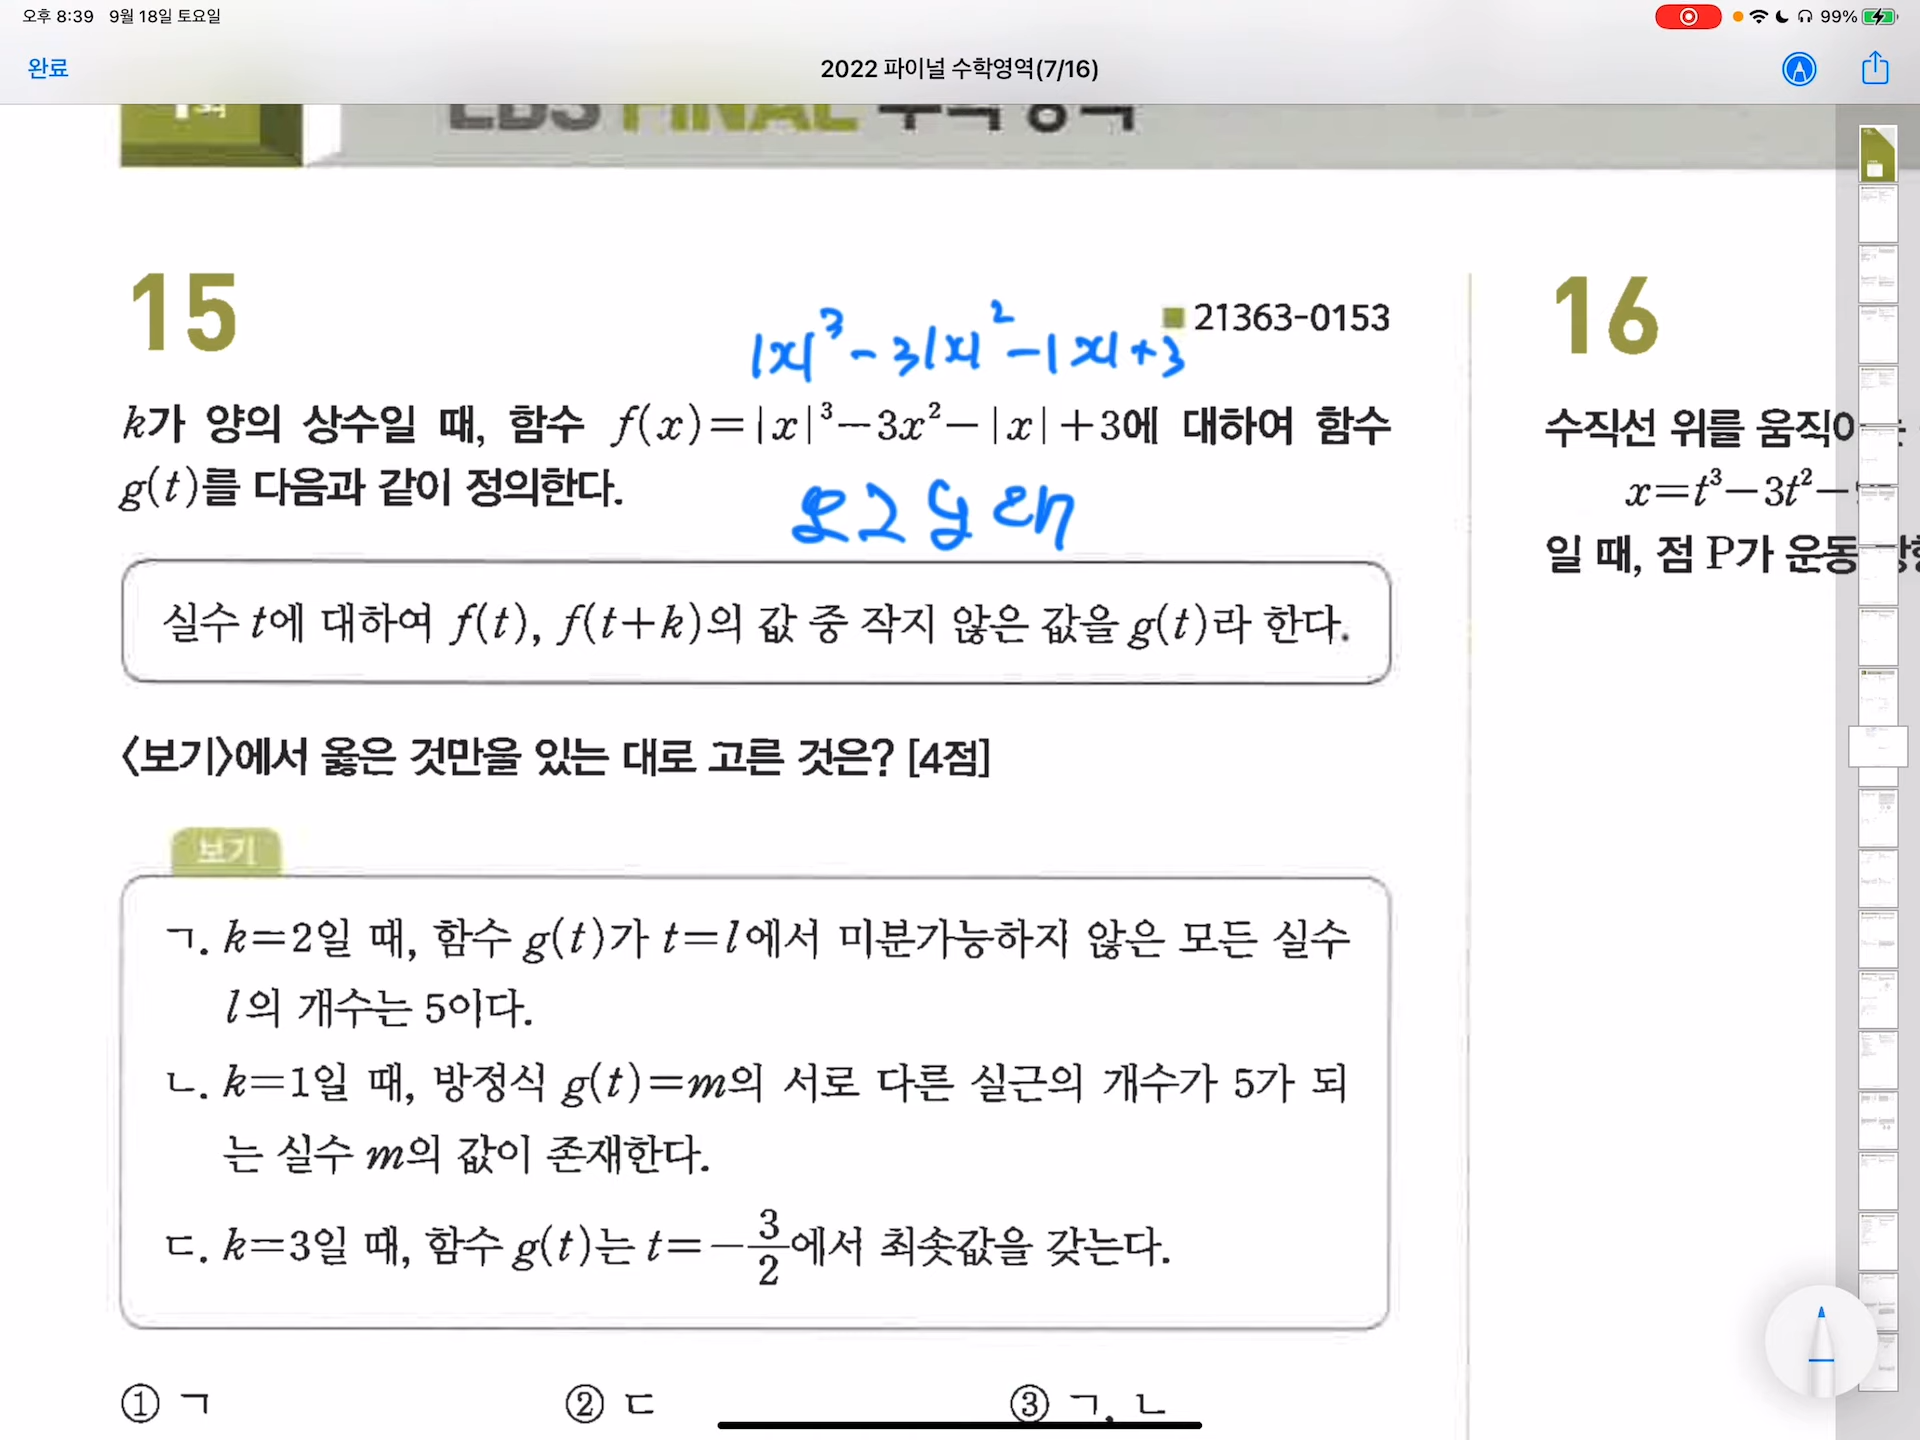 오후 8:39 9월 18일 토요일
99%
완료
2022 파이널 수학영역(7/16)
EBS FINAL 수학영역
15
21363-0153
|x|³-3|x|²-|x|+3
k가 양의 상수일 때, 함수 f(x)=|x|³-3x²-|x|+3에 대하여 함수
g(t)를 다음과 같이 정의한다.
실수 t에 대하여 f(t), f(t+k)의 값 중 작지 않은 값을 g(t)라 한다.
〈보기〉에서 옳은 것만을 있는 대로 고른 것은? [4점]
보기
ㄱ. k=2일 때, 함수 g(t)가 t=l에서 미분가능하지 않은 모든 실수
l의 개수는 5이다.
ㄴ. k=1일 때, 방정식 g(t)=m의 서로 다른 실근의 개수가 5가 되
는 실수 m의 값이 존재한다.
ㄷ. k=3일 때, 함수 g(t)는 t=-3/2에서 최솟값을 갖는다.
① ㄱ
② ㄷ
③ ㄱ, ㄴ
16
수직선 위를 움직이
x=t³-3t²-
일 때, 점 P가 운동